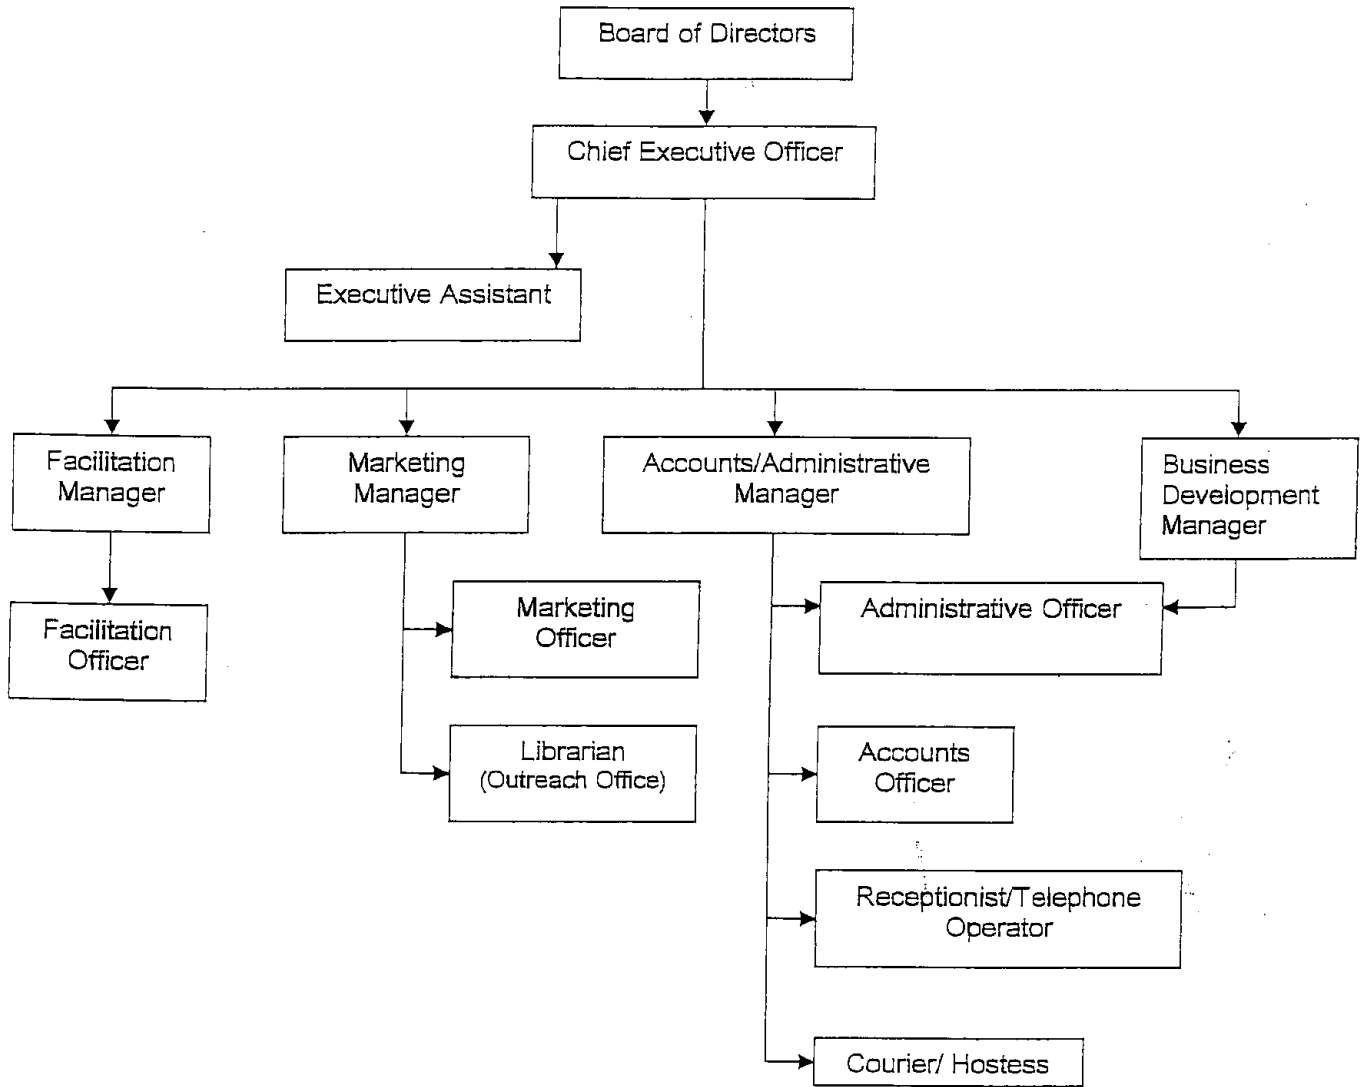 Board of Directors
Chief Executive Officer
Executive Assistant
Facilitation
Manager
Marketing
Manager
Accounts/Administrative
Manager
Business
Development
Manager
Facilitation
Officer
Marketing
Officer
Administrative Officer
Librarian
(Outreach Office)
Accounts
Officer
Receptionist/Telephone
Operator
Courier/ Hostess